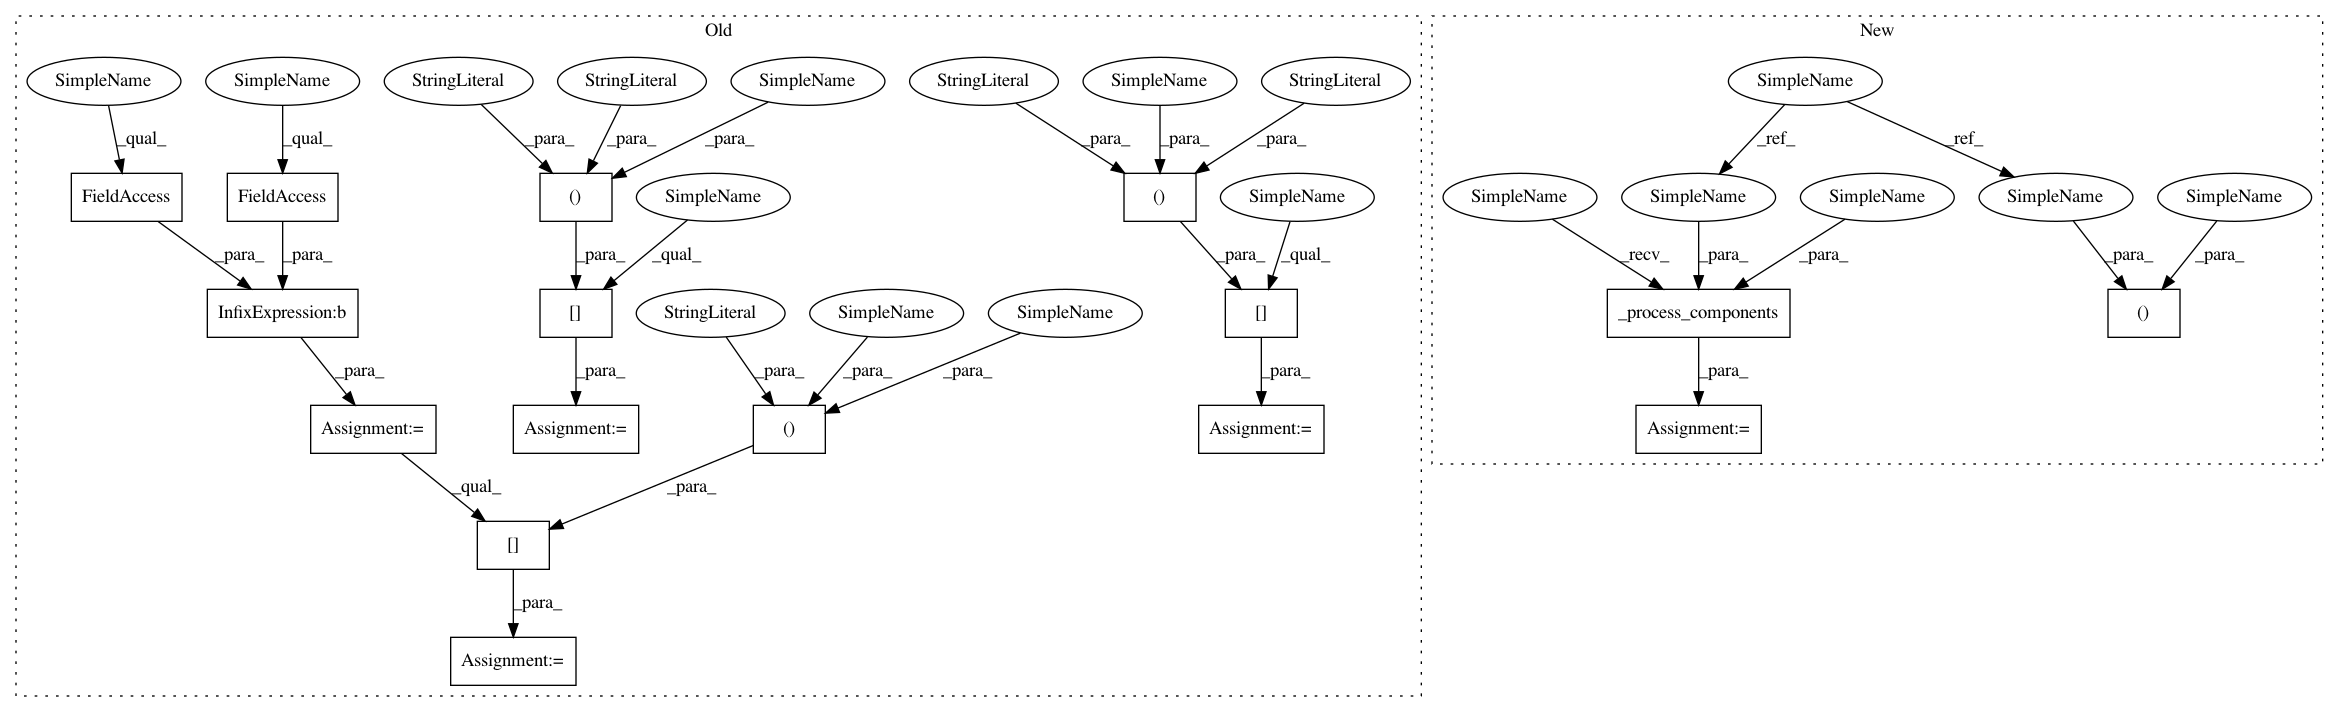 Old New
SimpleName SimpleName StringLiteral StringLiteral SimpleName StringLiteral SimpleName StringLiteral SimpleName
_qual_ _qual_ _para_ _para_ _para_ _para_ _para_ _para_ _ref_ _ref_
FieldAccess FieldAccess () SimpleName () SimpleName SimpleName SimpleName SimpleName SimpleName SimpleName
_para_ _para_ _para_ _qual_ _para_ _qual_ _recv_ _para_ _para_ _para_ _para_
InfixExpression:b [] StringLiteral SimpleName SimpleName [] _process_components ()
_para_ _para_ _para_ _para_ _para_ _para_ _para_
Assignment:= Assignment:= () Assignment:= Assignment:=
_qual_ _para_
[]
_para_
Assignment:=